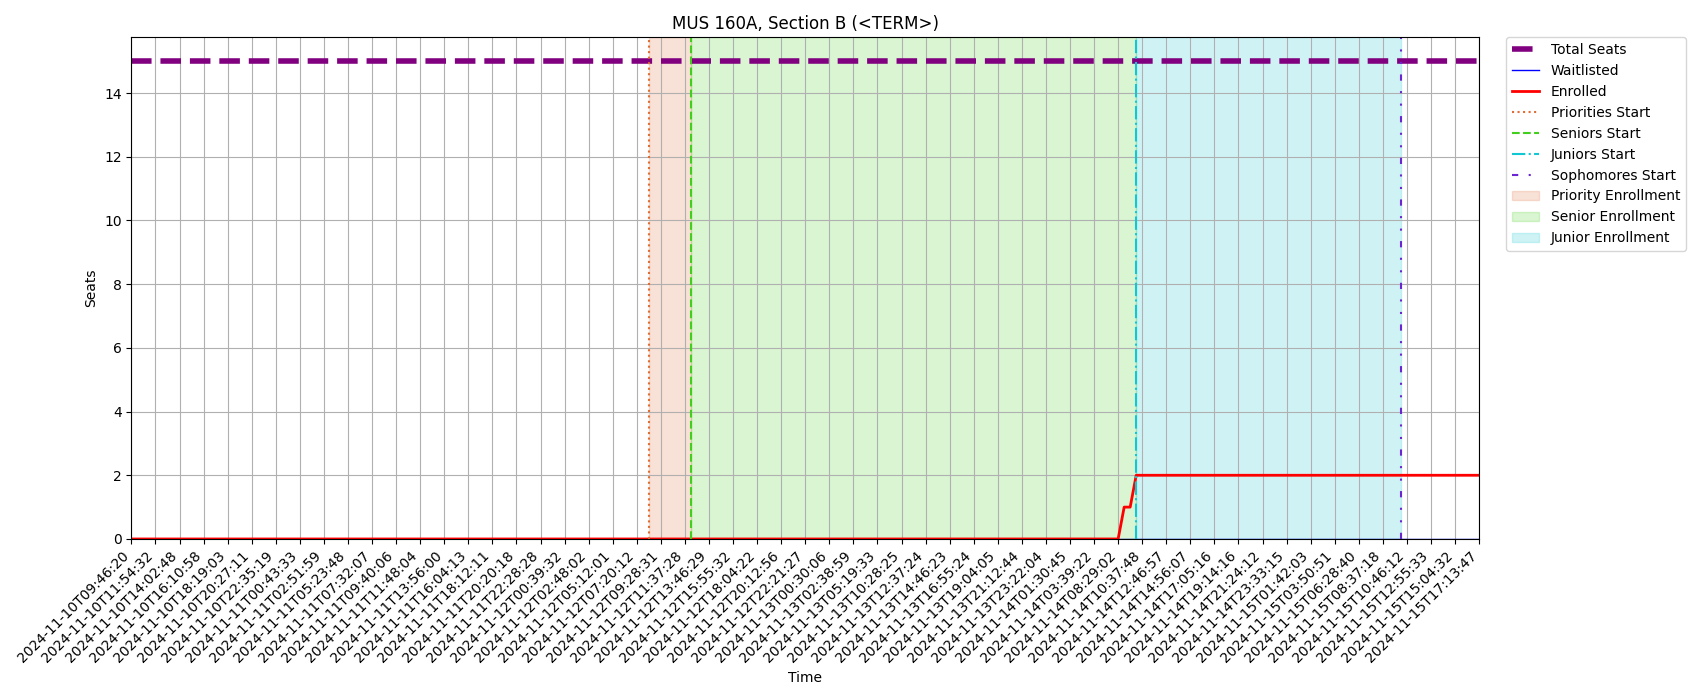 MUS 160A, Section B (<TERM>)
Total Seats
Waitlisted
Enrolled
Priorities Start
Seniors Start
Juniors Start
Sophomores Start
Priority Enrollment
Senior Enrollment
Junior Enrollment
Seats
14
12
10
8
6
4
2
0
2024-11-10T09:46:20
2024-11-10T11:54:32
2024-11-10T14:02:48
2024-11-10T16:10:58
2024-11-10T18:19:03
2024-11-10T20:27:11
2024-11-10T22:35:19
2024-11-11T00:43:33
2024-11-11T02:51:59
2024-11-11T05:23:48
2024-11-11T07:32:07
2024-11-11T09:40:06
2024-11-11T11:48:04
2024-11-11T13:56:00
2024-11-11T16:04:13
2024-11-11T18:12:11
2024-11-11T20:20:18
2024-11-11T22:28:28
2024-11-12T00:39:32
2024-11-12T02:48:02
2024-11-12T05:12:01
2024-11-12T07:20:12
2024-11-12T09:28:31
2024-11-12T11:37:28
2024-11-12T13:46:29
2024-11-12T15:55:32
2024-11-12T18:04:22
2024-11-12T20:12:56
2024-11-12T22:21:27
2024-11-13T00:30:06
2024-11-13T02:38:59
2024-11-13T05:19:33
2024-11-13T10:28:25
2024-11-13T12:37:24
2024-11-13T14:46:23
2024-11-13T16:55:24
2024-11-13T19:04:05
2024-11-13T21:12:44
2024-11-13T23:22:04
2024-11-14T01:30:45
2024-11-14T03:39:22
2024-11-14T08:29:02
2024-11-14T10:37:48
2024-11-14T12:46:57
2024-11-14T14:56:07
2024-11-14T17:05:16
2024-11-14T19:14:16
2024-11-14T21:24:12
2024-11-14T23:33:15
2024-11-15T01:42:03
2024-11-15T03:50:51
2024-11-15T06:28:40
2024-11-15T08:37:18
2024-11-15T10:46:12
2024-11-15T12:55:33
2024-11-15T15:04:32
2024-11-15T17:13:47
Time